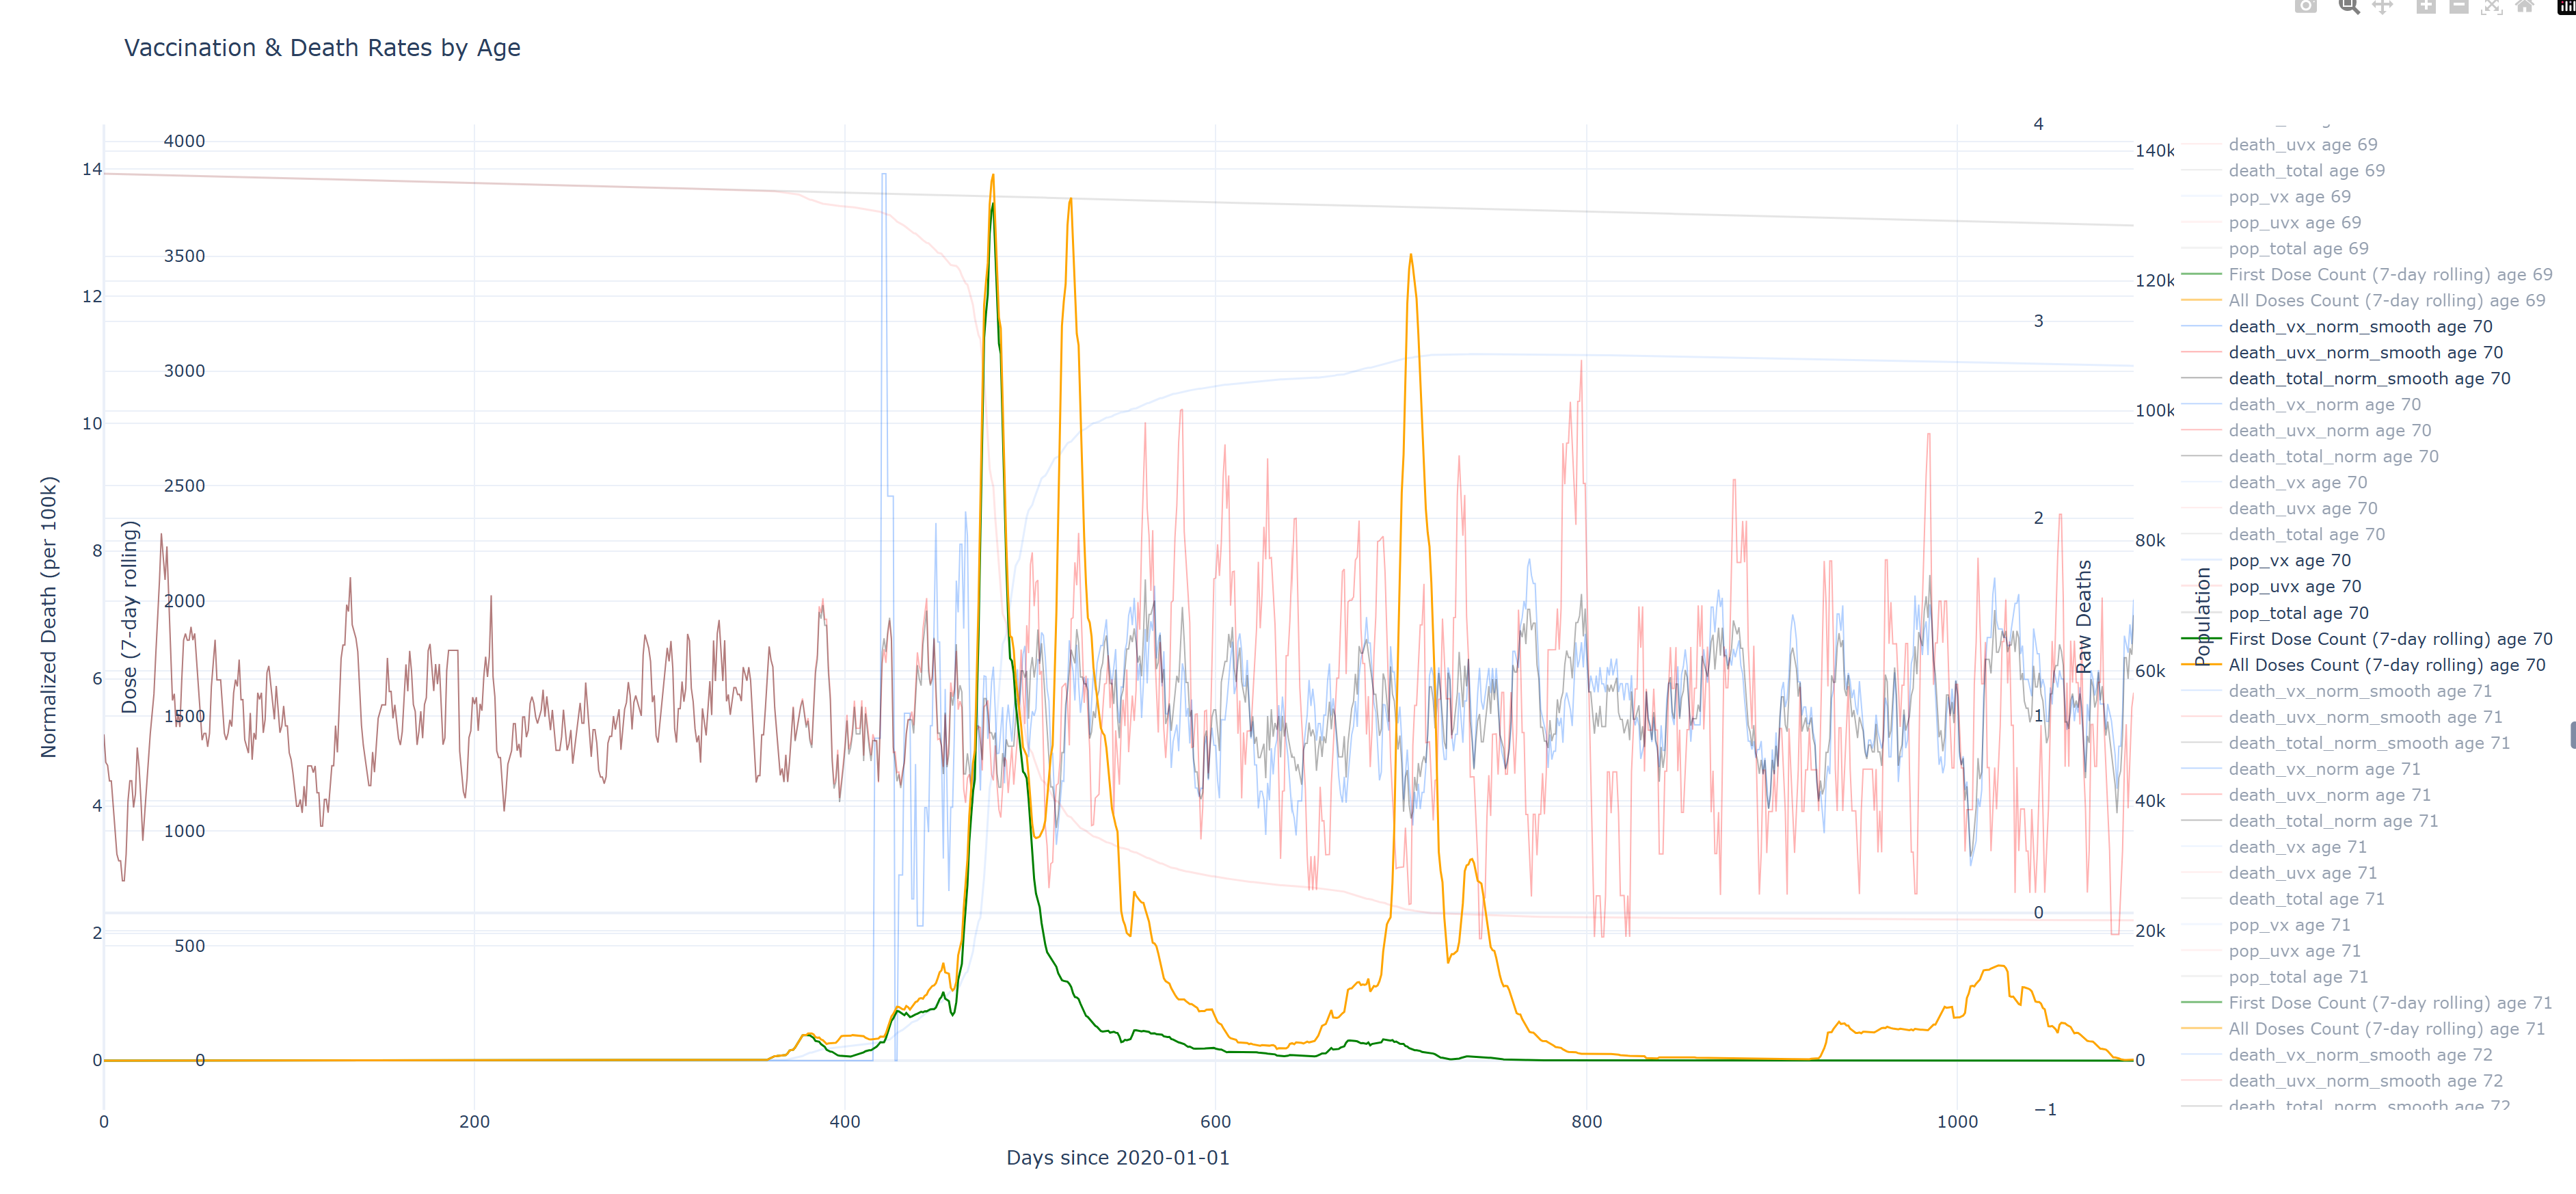 Vaccination & Death Rates by Age
Normalized Death (per 100k)
14
12
10
8
6
4
2
0
Dose (7-day rolling)
4000
3500
3000
2500
2000
1500
1000
500
0
0
200
400
600
800
1000
Days since 2020-01-01
4
3
2
1
0
−1
Raw Deaths
140k
120k
100k
80k
60k
40k
20k
0
Population
death_uvx age 69
death_total age 69
pop_vx age 69
pop_uvx age 69
pop_total age 69
First Dose Count (7-day rolling) age 69
All Doses Count (7-day rolling) age 69
death_vx_norm_smooth age 70
death_uvx_norm_smooth age 70
death_total_norm_smooth age 70
death_vx_norm age 70
death_uvx_norm age 70
death_total_norm age 70
death_vx age 70
death_uvx age 70
death_total age 70
pop_vx age 70
pop_uvx age 70
pop_total age 70
First Dose Count (7-day rolling) age 70
All Doses Count (7-day rolling) age 70
death_vx_norm_smooth age 71
death_uvx_norm_smooth age 71
death_total_norm_smooth age 71
death_vx_norm age 71
death_uvx_norm age 71
death_total_norm age 71
death_vx age 71
death_uvx age 71
death_total age 71
pop_vx age 71
pop_uvx age 71
pop_total age 71
First Dose Count (7-day rolling) age 71
All Doses Count (7-day rolling) age 71
death_vx_norm_smooth age 72
death_uvx_norm_smooth age 72
death_total_norm_smooth age 72